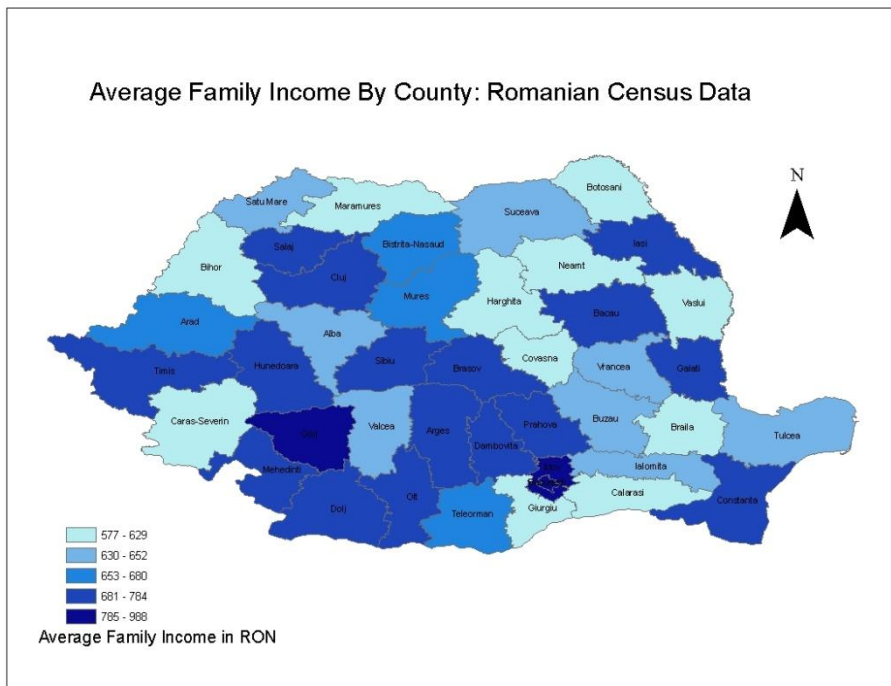 Average Family Income By County: Romanian Census Data
N
Botosani
Satu Mare
Maramures
Suceava
Salaj
Bistrita-Nasaud
Iasi
Bihor
Cluj
Neamt
Mures
Harghita
Vaslui
Arad
Alba
Bacau
Timis
Hunedoara
Sibiu
Brasov
Covasna
Vrancea
Galati
Caras-Severin
Gorj
Valcea
Arges
Prahova
Buzau
Braila
Tulcea
Dambovita
Mehedinti
Ilfov
Ialomita
Dolj
Olt
Teleorman
Giurgiu
Calarasi
Constanta
577 - 629
630 - 652
653 - 680
681 - 784
785 - 988
Average Family Income in RON